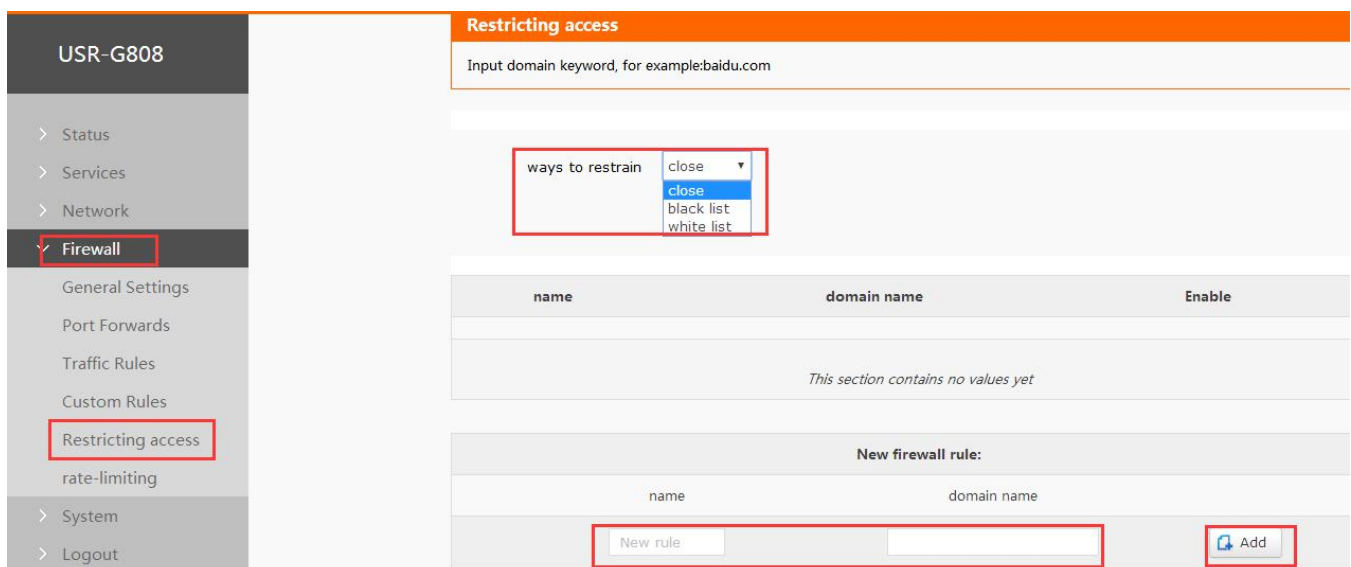 USR-G808
Status
Services
Network
Firewall
General Settings
Port Forwards
Traffic Rules
Custom Rules
Restricting access
rate-limiting
System
Logout
Restricting access
Input domain keyword, for example:baidu.com
ways to restrain close
close
black list
white list
name domain name Enable
This section contains no values yet
New firewall rule:
name domain name
New rule Add